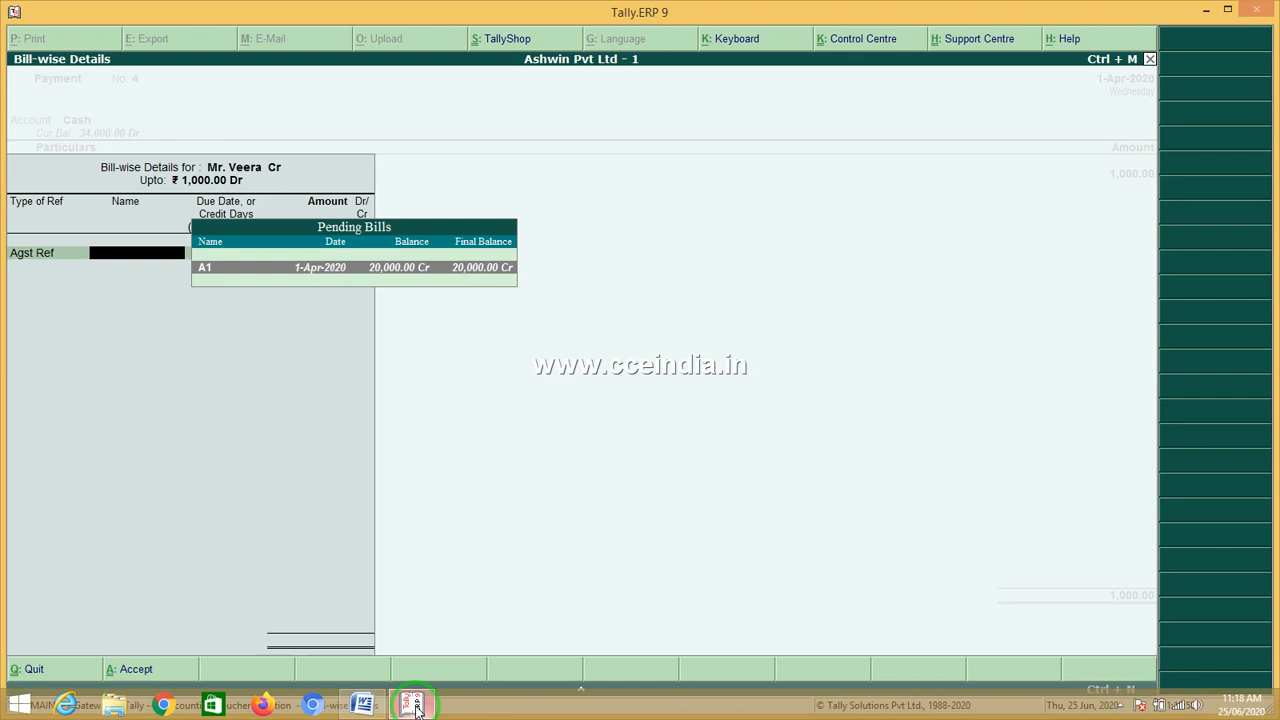 Tally.ERP 9
P: Print
E: Export
M: E-Mail
O: Upload
S: TallyShop
G: Language
K: Keyboard
K: Control Centre
H: Support Centre
H: Help
Bill-wise Details
Ashwin Pvt Ltd - 1
Ctrl + M
Payment No. 4
1-Apr-2020
Wednesday
Account : Cash
Cur Bal: 34,000.00 Dr
Particulars
Amount
Bill-wise Details for : Mr. Veera Cr
Upto: ₹ 1,000.00 Dr
1,000.00
Type of Ref
Name
Due Date, or
Credit Days
Amount
Dr/
Cr
Pending Bills
Name Date Balance Final Balance
Agst Ref
A1 1-Apr-2020 20,000.00 Cr 20,000.00 Cr
www.cceindia.in
1,000.00
Q: Quit
A: Accept
Ctrl + N
© Tally Solutions Pvt Ltd., 1988-2020
Thu, 25 Jun, 2020
11:18 AM
25/06/2020